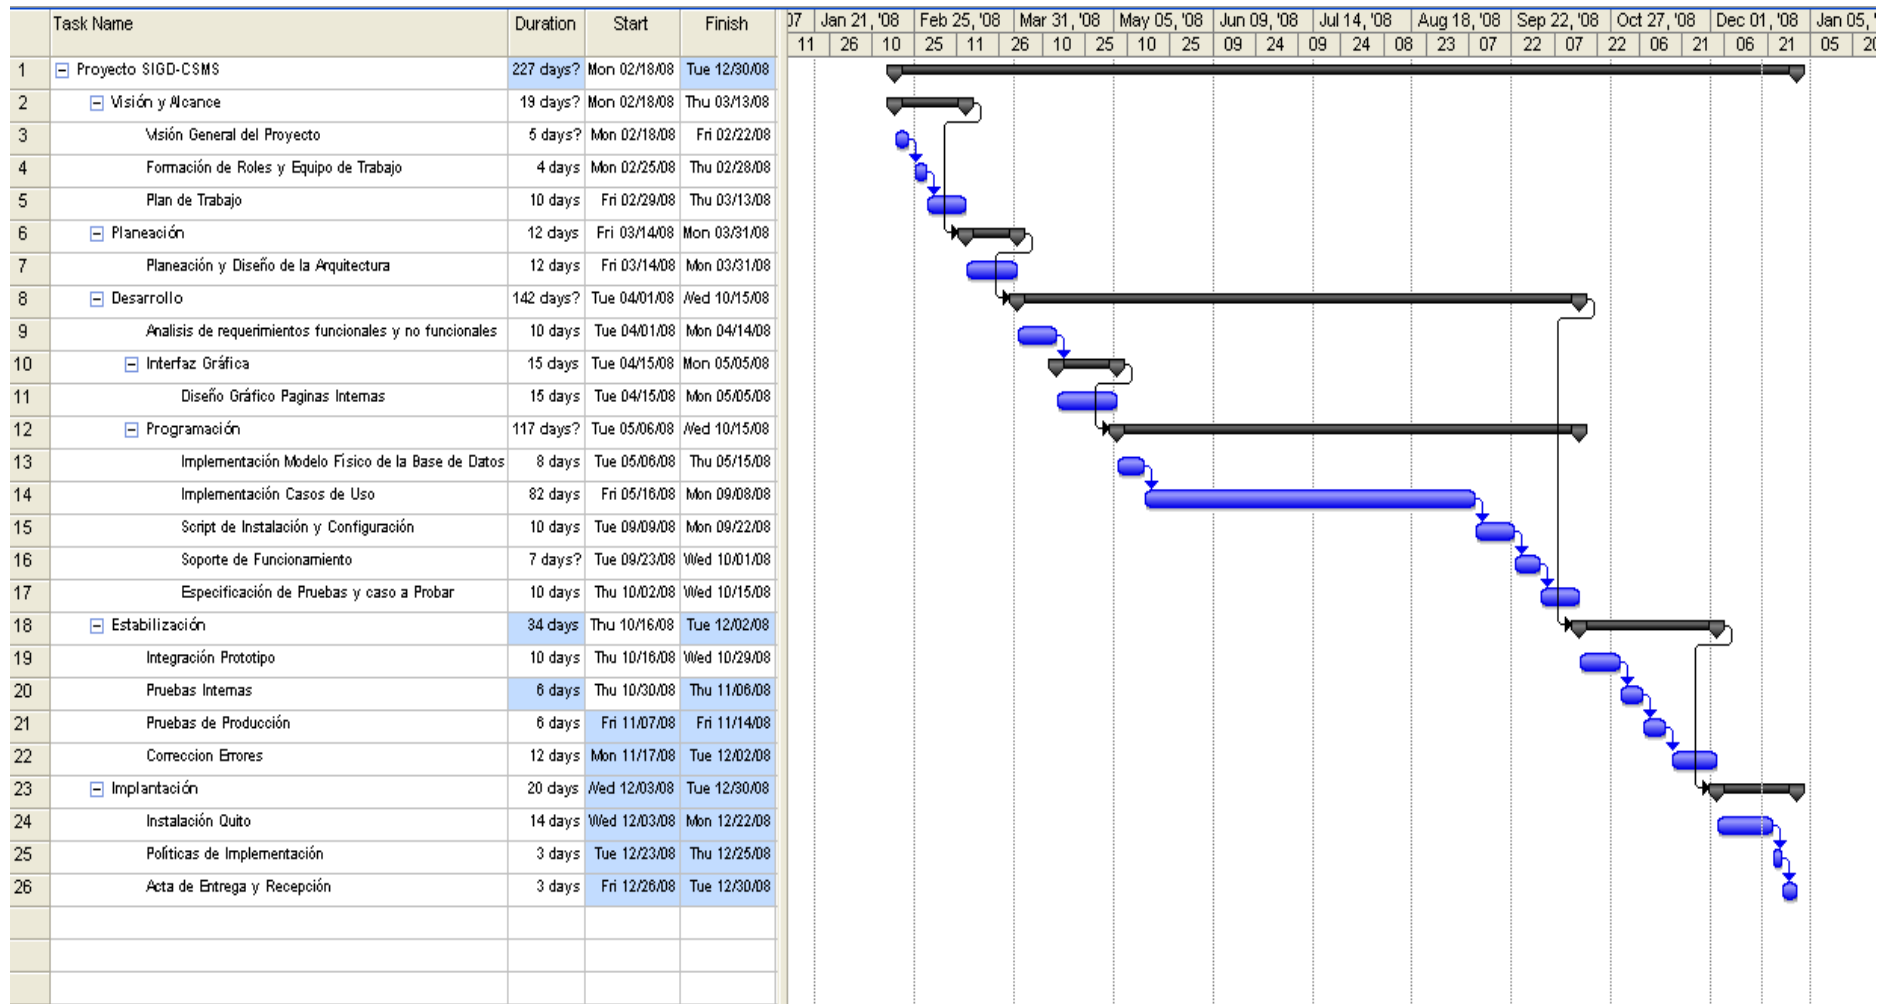 Task Name Duration Start Finish 07 Jan 21, '08 Feb 25, '08 Mar 31, '08 May 05, '08 Jun 09, '08 Jul 14, '08 Aug 18, '08 Sep 22, '08 Oct 27, '08 Dec 01, '08 Jan 05, '
11 26 10 25 11 26 10 25 10 25 09 24 09 24 08 23 07 22 07 22 06 21 06 21 05 20
1 Proyecto SIGD-CSMS 227 days? Mon 02/18/08 Tue 12/30/08
2 Visión y Alcance 19 days? Mon 02/18/08 Thu 03/13/08
3 Visión General del Proyecto 5 days? Mon 02/18/08 Fri 02/22/08
4 Formación de Roles y Equipo de Trabajo 4 days Mon 02/25/08 Thu 02/28/08
5 Plan de Trabajo 10 days Fri 02/29/08 Thu 03/13/08
6 Planeación 12 days Fri 03/14/08 Mon 03/31/08
7 Planeación y Diseño de la Arquitectura 12 days Fri 03/14/08 Mon 03/31/08
8 Desarrollo 142 days? Tue 04/01/08 Wed 10/15/08
9 Analisis de requerimientos funcionales y no funcionales 10 days Tue 04/01/08 Mon 04/14/08
10 Interfaz Gráfica 15 days Tue 04/15/08 Mon 05/05/08
11 Diseño Gráfico Paginas Internas 15 days Tue 04/15/08 Mon 05/05/08
12 Programación 117 days? Tue 05/06/08 Wed 10/15/08
13 Implementación Modelo Físico de la Base de Datos 8 days Tue 05/06/08 Thu 05/15/08
14 Implementación Casos de Uso 82 days Fri 05/16/08 Mon 09/08/08
15 Script de Instalación y Configuración 10 days Tue 09/09/08 Mon 09/22/08
16 Soporte de Funcionamiento 7 days? Tue 09/23/08 Wed 10/01/08
17 Especificación de Pruebas y caso a Probar 10 days Thu 10/02/08 Wed 10/15/08
18 Estabilización 34 days Thu 10/16/08 Tue 12/02/08
19 Integración Prototipo 10 days Thu 10/16/08 Wed 10/29/08
20 Pruebas Internas 6 days Thu 10/30/08 Thu 11/06/08
21 Pruebas de Producción 6 days Fri 11/07/08 Fri 11/14/08
22 Correccion Errores 12 days Mon 11/17/08 Tue 12/02/08
23 Implantación 20 days Wed 12/03/08 Tue 12/30/08
24 Instalación Quito 14 days Wed 12/03/08 Mon 12/22/08
25 Políticas de Implementación 3 days Tue 12/23/08 Thu 12/25/08
26 Acta de Entrega y Recepción 3 days Fri 12/26/08 Tue 12/30/08